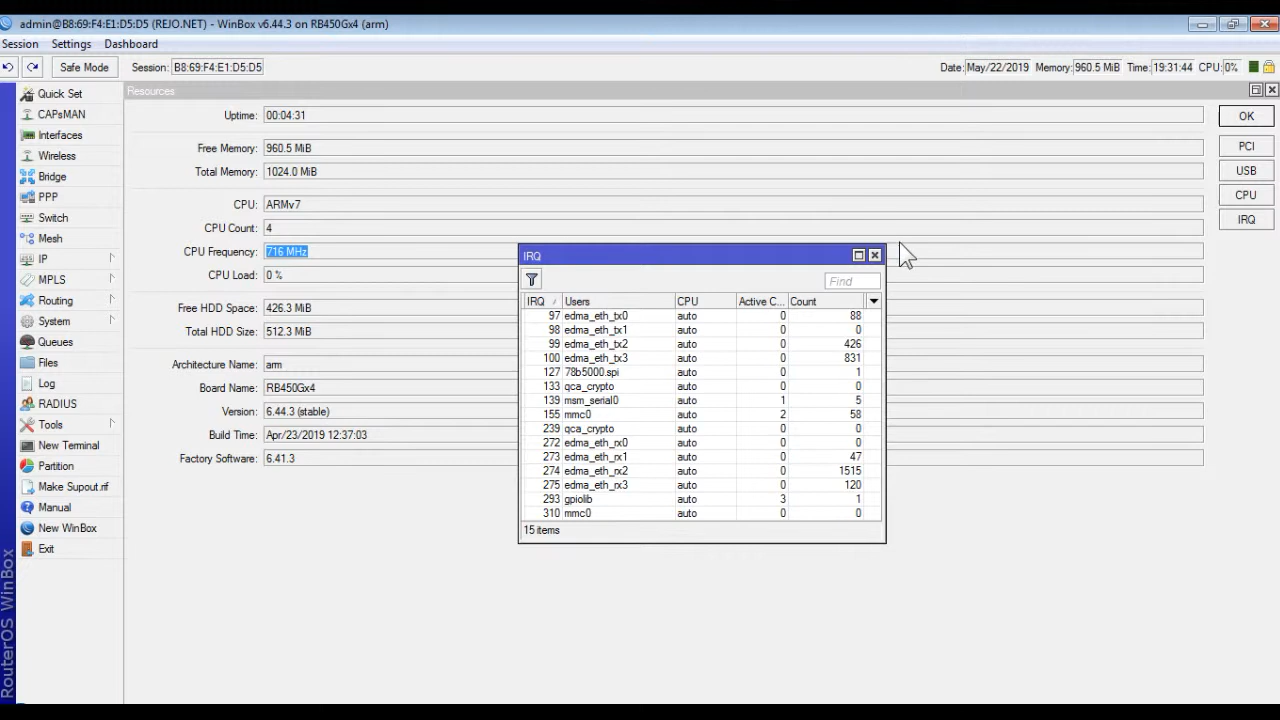 admin@B8:69:F4:E1:D5:D5 (REJO.NET) - WinBox v6.44.3 on RB450Gx4 (arm)
Session Settings Dashboard
Safe Mode Session: B8:69:F4:E1:D5:D5 Date: May/22/2019 Memory: 960.5 MiB Time: 19:31:44 CPU: 0%
Quick Set
CAPsMAN
Interfaces
Wireless
Bridge
PPP
Switch
Mesh
IP
MPLS
Routing
System
Queues
Files
Log
RADIUS
Tools
New Terminal
Partition
Make Supout.rif
Manual
New WinBox
Exit
RouterOS WinBox
Resources
Uptime: 00:04:31
Free Memory: 960.5 MiB
Total Memory: 1024.0 MiB
CPU: ARMv7
CPU Count: 4
CPU Frequency: 716 MHz
CPU Load: 0 %
Free HDD Space: 426.3 MiB
Total HDD Size: 512.3 MiB
Architecture Name: arm
Board Name: RB450Gx4
Version: 6.44.3 (stable)
Build Time: Apr/23/2019 12:37:03
Factory Software: 6.41.3
OK
PCI
USB
CPU
IRQ
IRQ
Find
IRQ Users CPU Active C... Count
97 edma_eth_tx0 auto 0 88
98 edma_eth_tx1 auto 0 0
99 edma_eth_tx2 auto 0 426
100 edma_eth_tx3 auto 0 831
127 78b5000.spi auto 0 1
133 qca_crypto auto 0 0
139 msm_serial0 auto 1 5
155 mmc0 auto 2 58
239 qca_crypto auto 0 0
272 edma_eth_rx0 auto 0 0
273 edma_eth_rx1 auto 0 47
274 edma_eth_rx2 auto 0 1515
275 edma_eth_rx3 auto 0 120
293 gpiolib auto 3 1
310 mmc0 auto 0 0
15 items